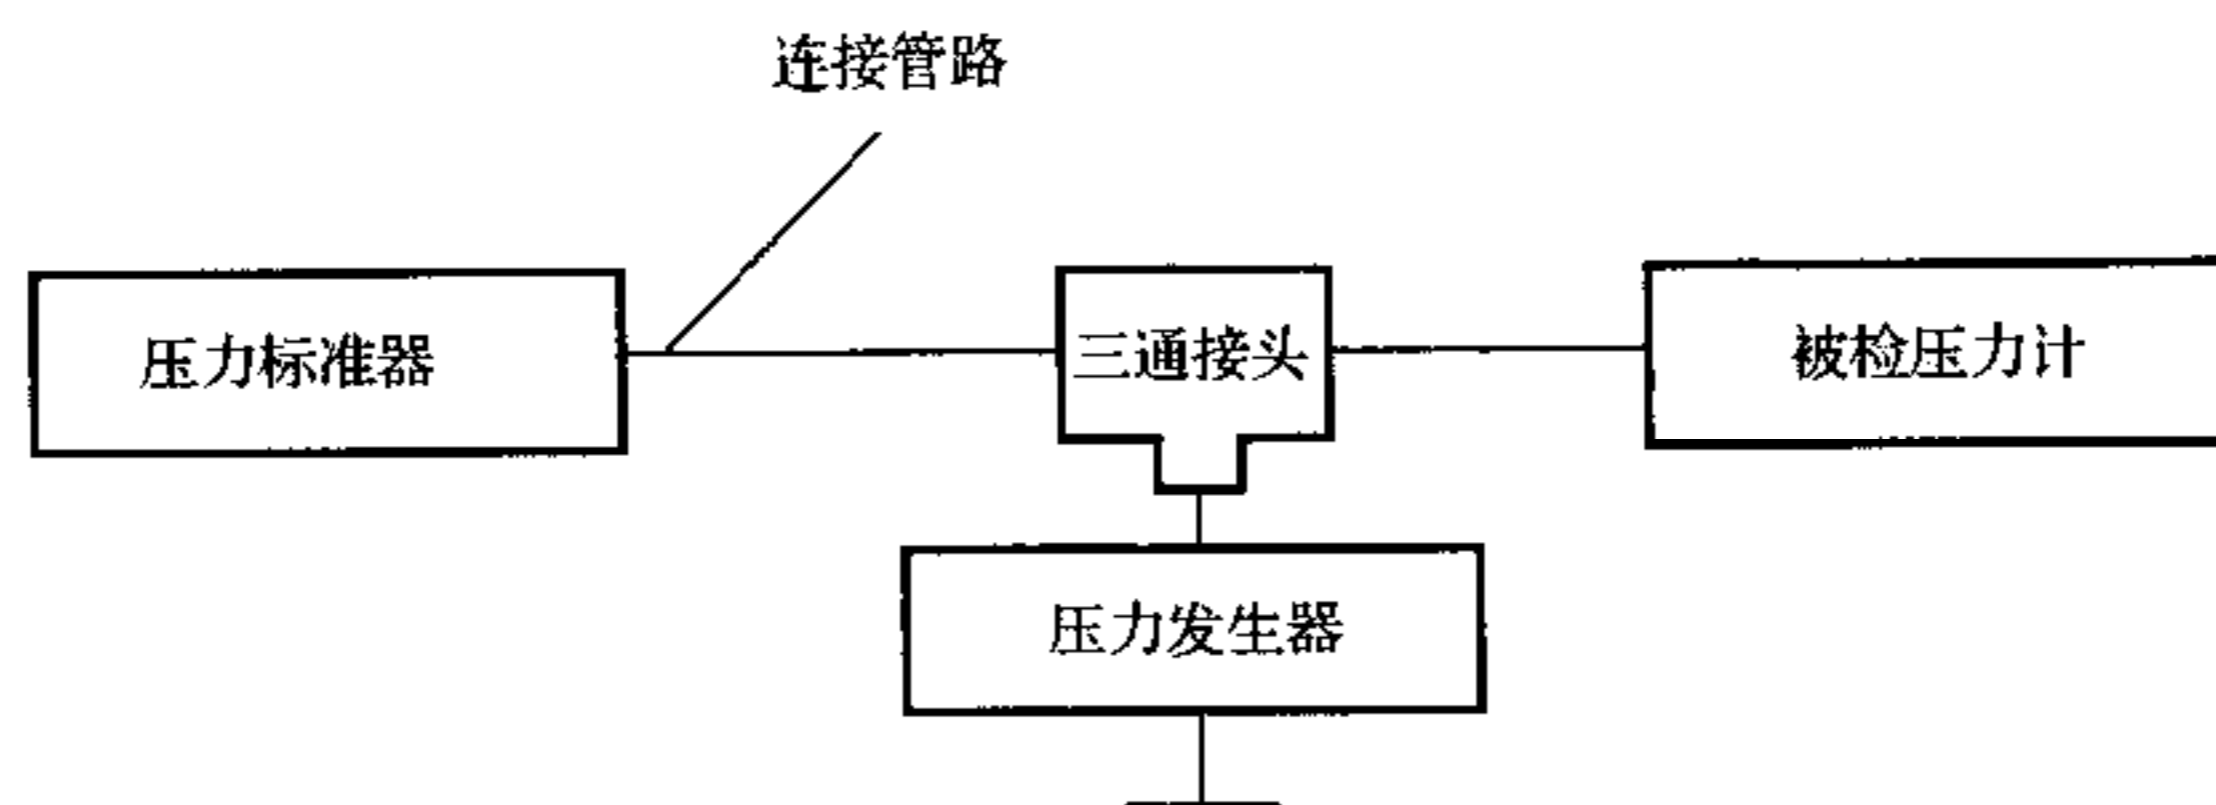 连接管路
压力标准器
三通接头
被检压力计
压力发生器